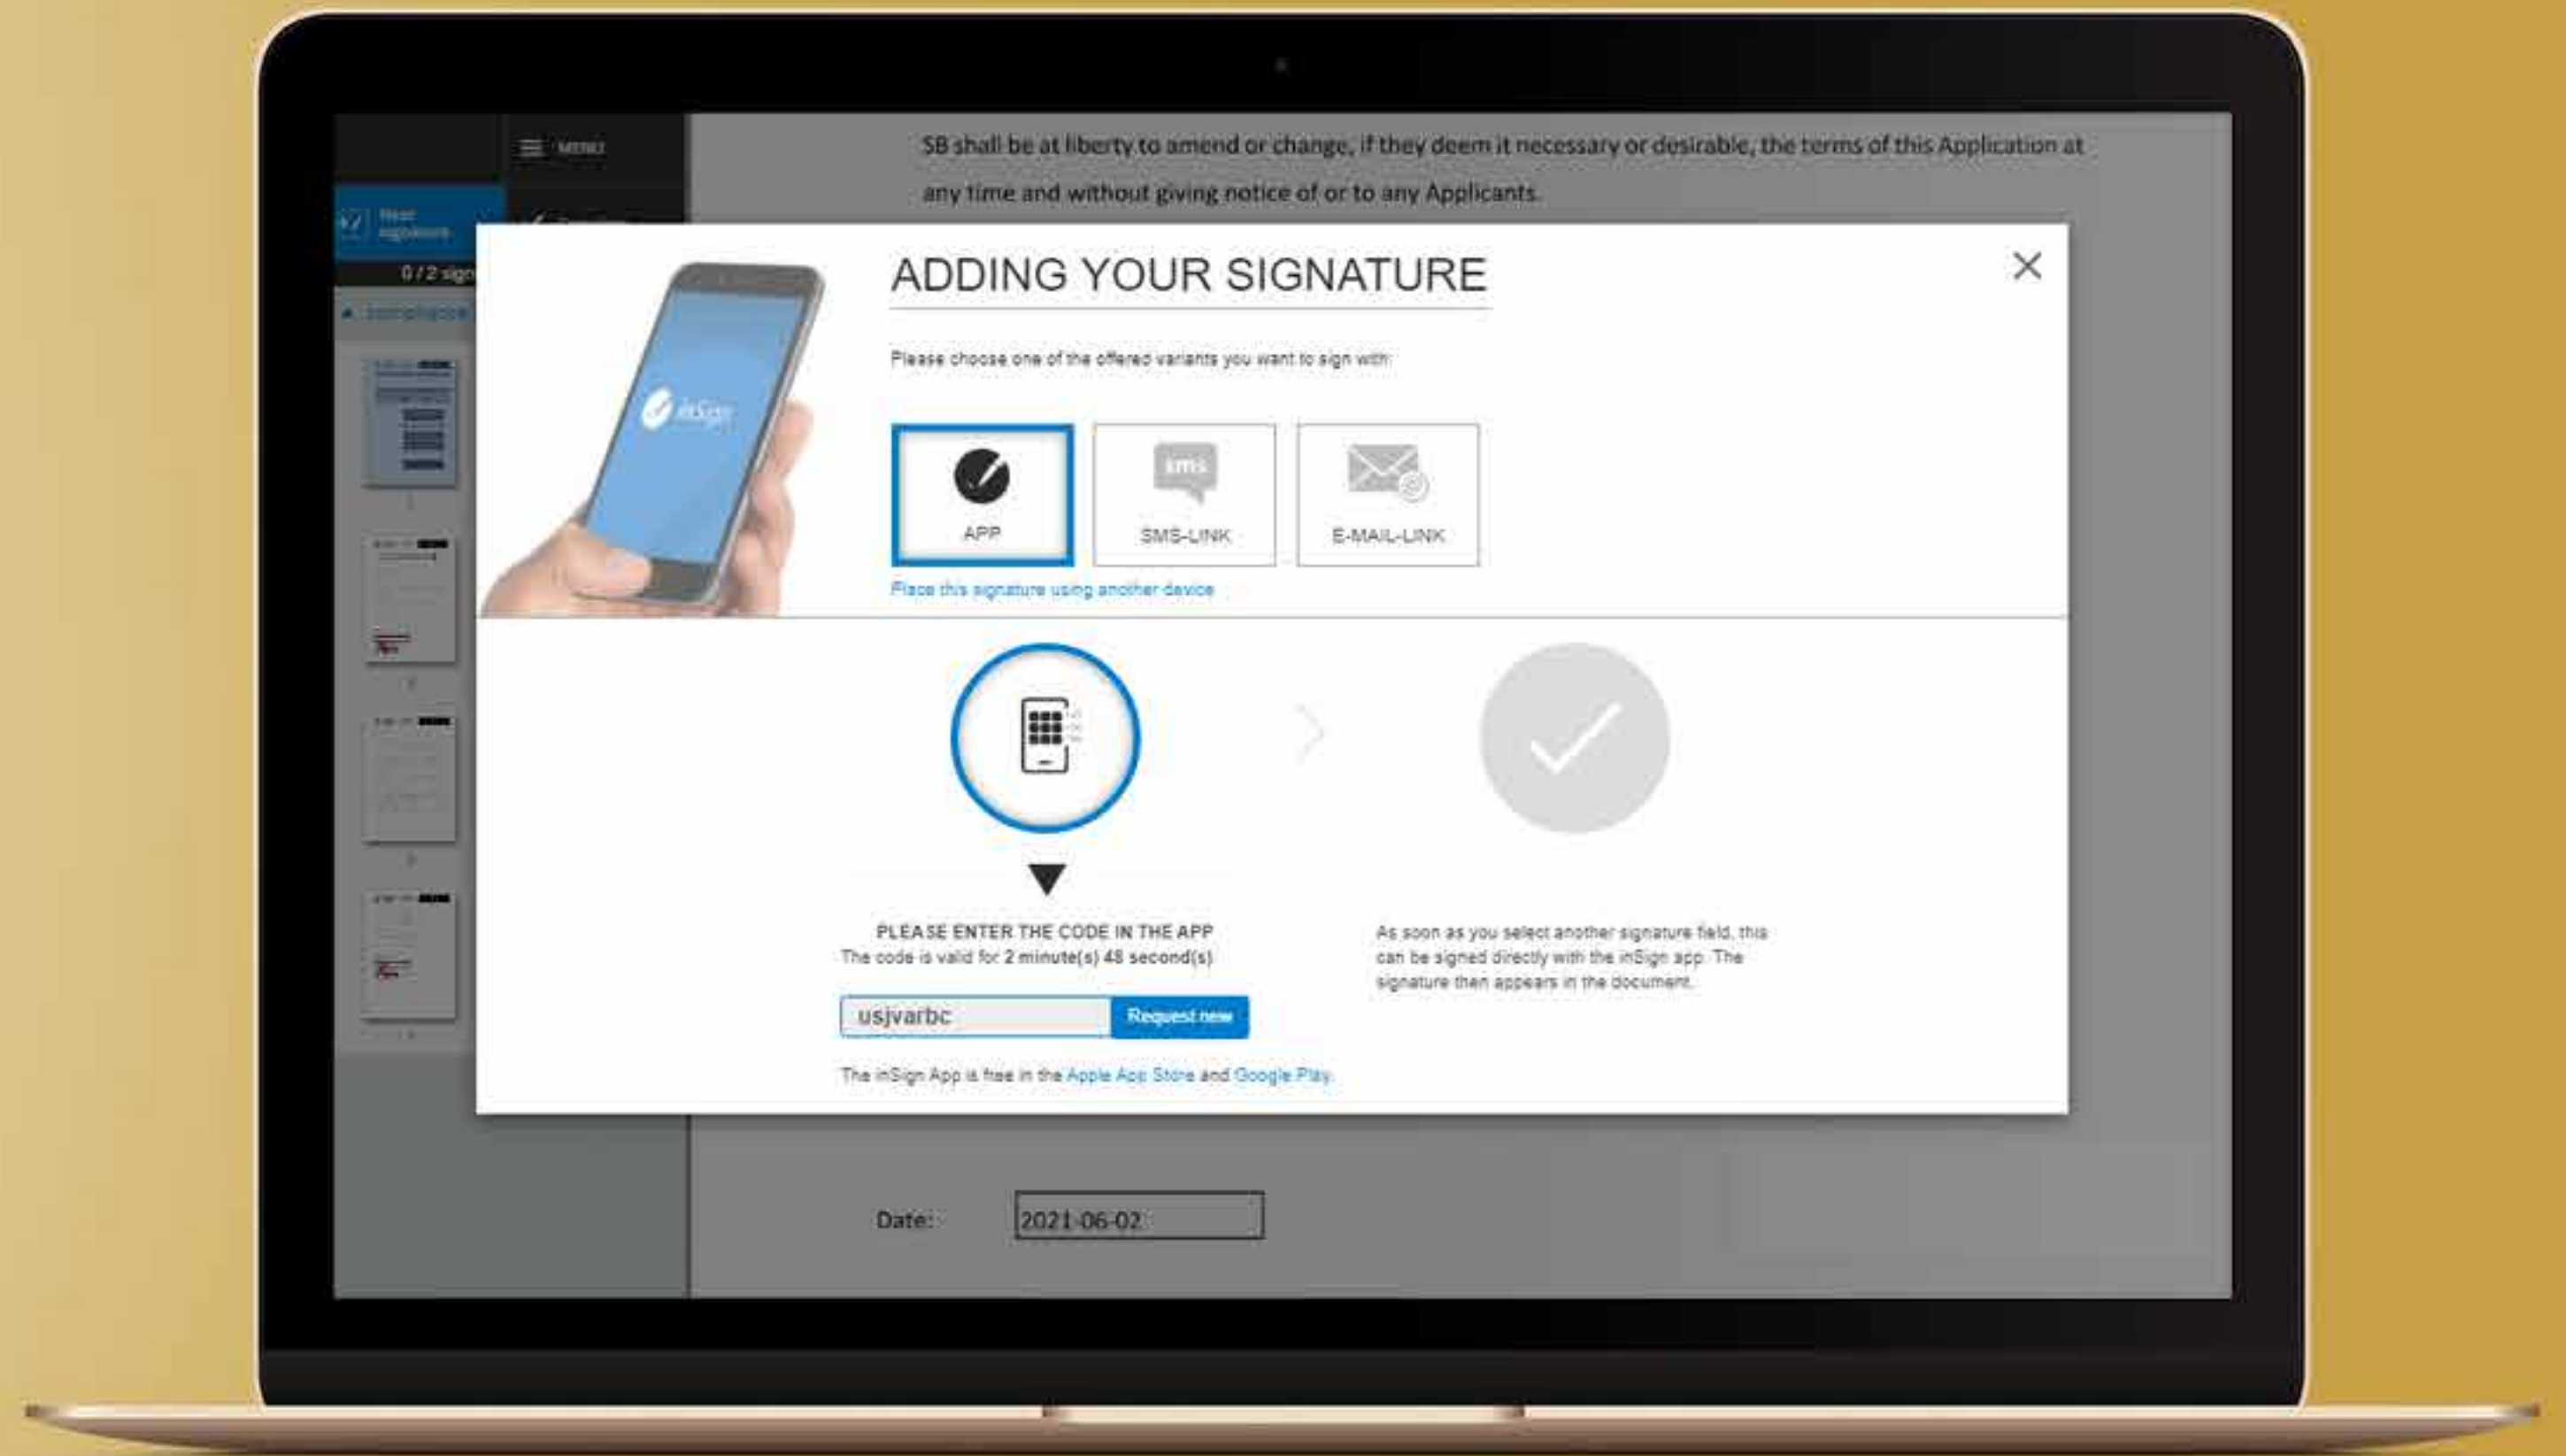 MENU
SB shall be at liberty to amend or change, if they deem it necessary or desirable, the terms of this Application at
any time and without giving notice of or to any Applicants.
Next
signature
0 / 2 sign
ADDING YOUR SIGNATURE
Please choose one of the offered variants you want to sign with:
inSign
sms
APP
SMS-LINK
E-MAIL-LINK
Place this signature using another device
PLEASE ENTER THE CODE IN THE APP
The code is valid for 2 minute(s) 48 second(s)
usjvarbc
Request new
As soon as you select another signature field, this
can be signed directly with the inSign app. The
signature then appears in the document.
The inSign App is free in the Apple App Store and Google Play.
Date:
2021-06-02